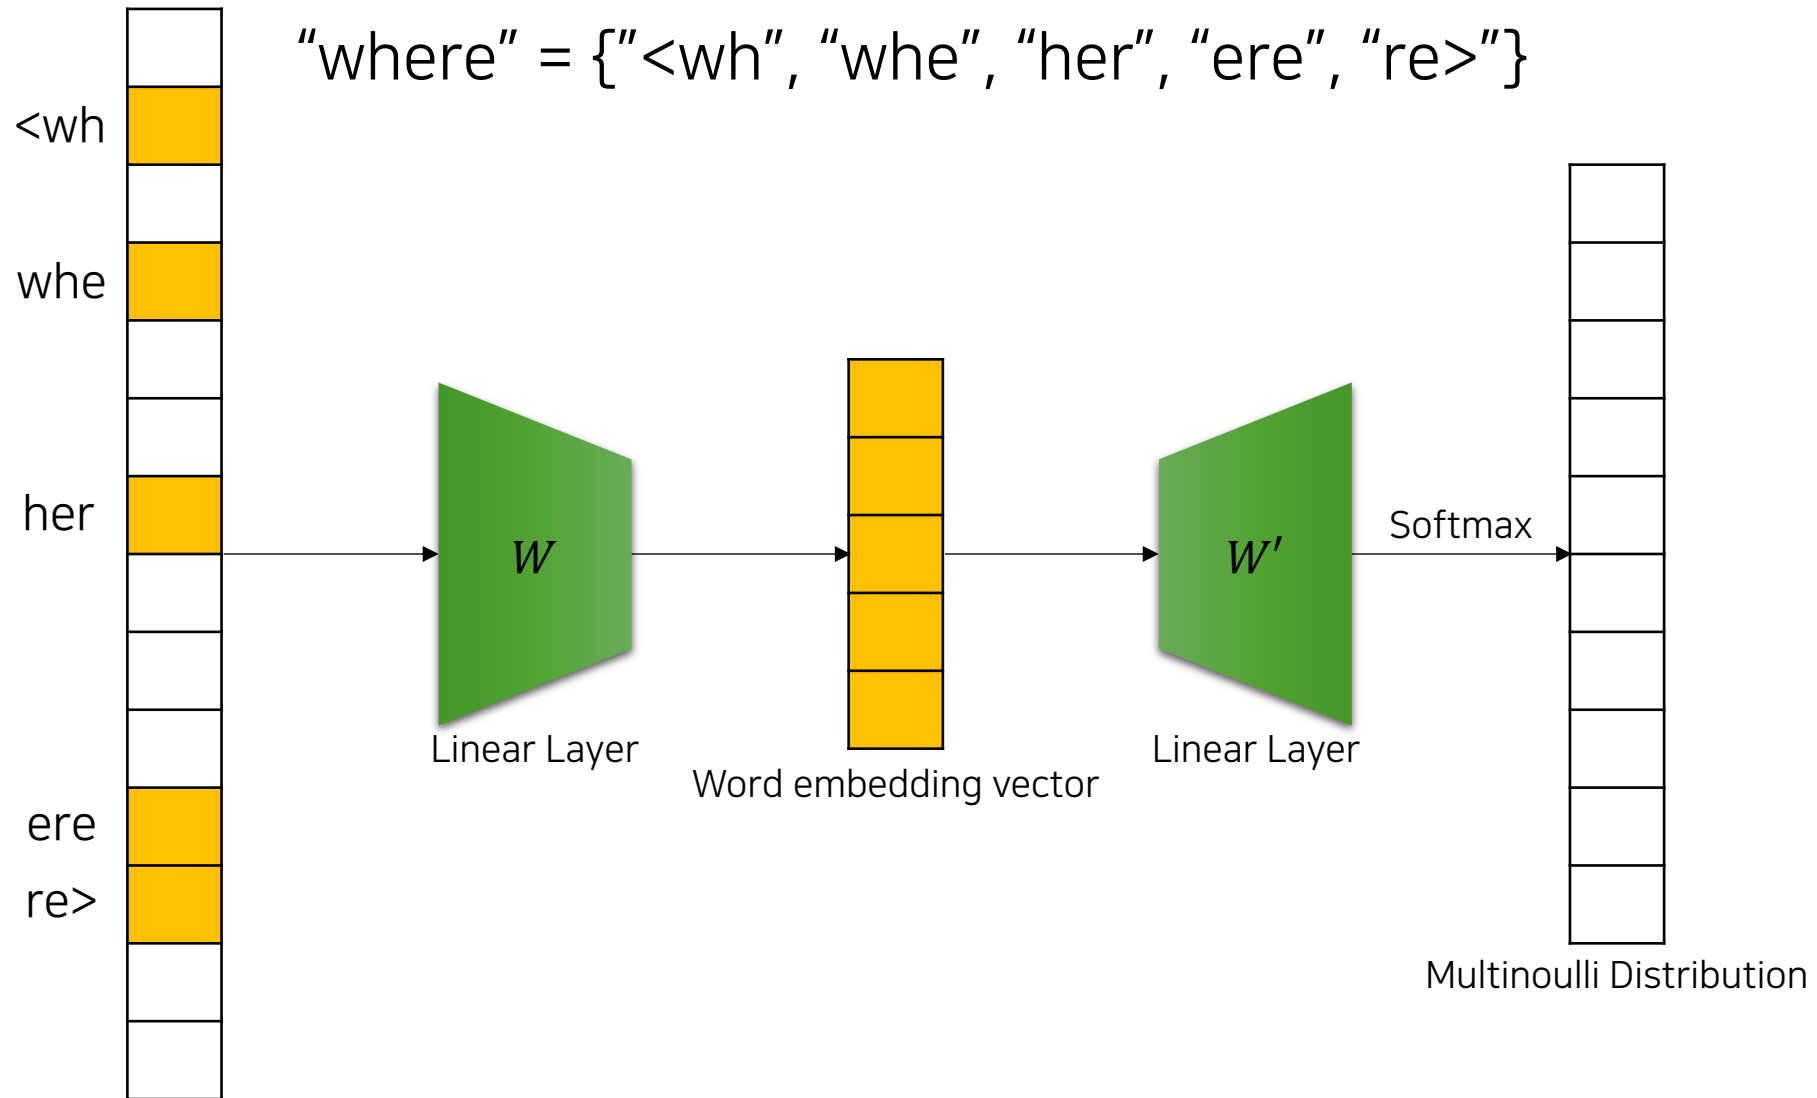 “where” = {”<wh”, “whe”, “her”, “ere”, “re>”}
<wh
whe
her
ere
re>
W
Linear Layer
Word embedding vector
W′
Linear Layer
Softmax
Multinoulli Distribution